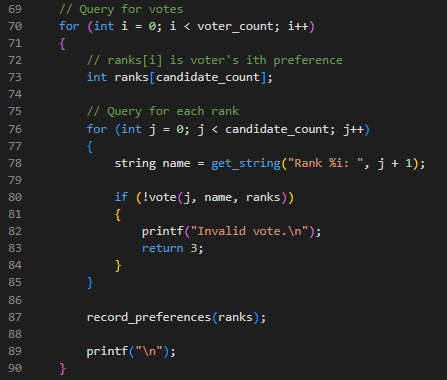 69 // Query for votes
70 for (int i = 0; i < voter_count; i++)
71 {
72 // ranks[i] is voter's ith preference
73 int ranks[candidate_count];
74
75 // Query for each rank
76 for (int j = 0; j < candidate_count; j++)
77 {
78 string name = get_string("Rank %i: ", j + 1);
79
80 if (!vote(j, name, ranks))
81 {
82 printf("Invalid vote.\n");
83 return 3;
84 }
85 }
86
87 record_preferences(ranks);
88
89 printf("\n");
90 }